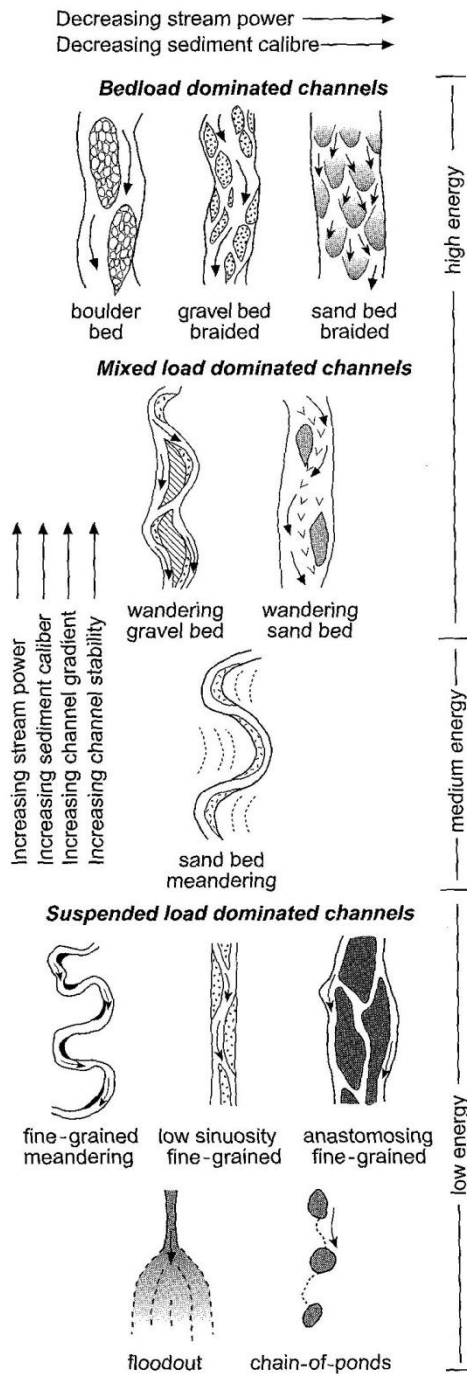 Decreasing stream power
Decreasing sediment calibre
Bedload dominated channels
boulder
bed
gravel bed
braided
sand bed
braided
high energy
Mixed load dominated channels
wandering
gravel bed
wandering
sand bed
Increasing stream power
Increasing sediment caliber
Increasing channel gradient
Increasing channel stability
sand bed
meandering
medium energy
Suspended load dominated channels
fine-grained
meandering
low sinuosity
fine-grained
anastomosing
fine-grained
low energy
floodout
chain-of-ponds